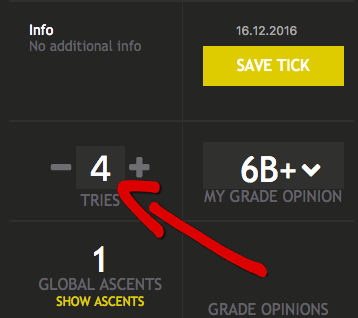 Info
No additional info
16.12.2016
SAVE TICK
4
TRIES
6B+
MY GRADE OPINION
1
GLOBAL ASCENTS
SHOW ASCENTS
GRADE OPINIONS